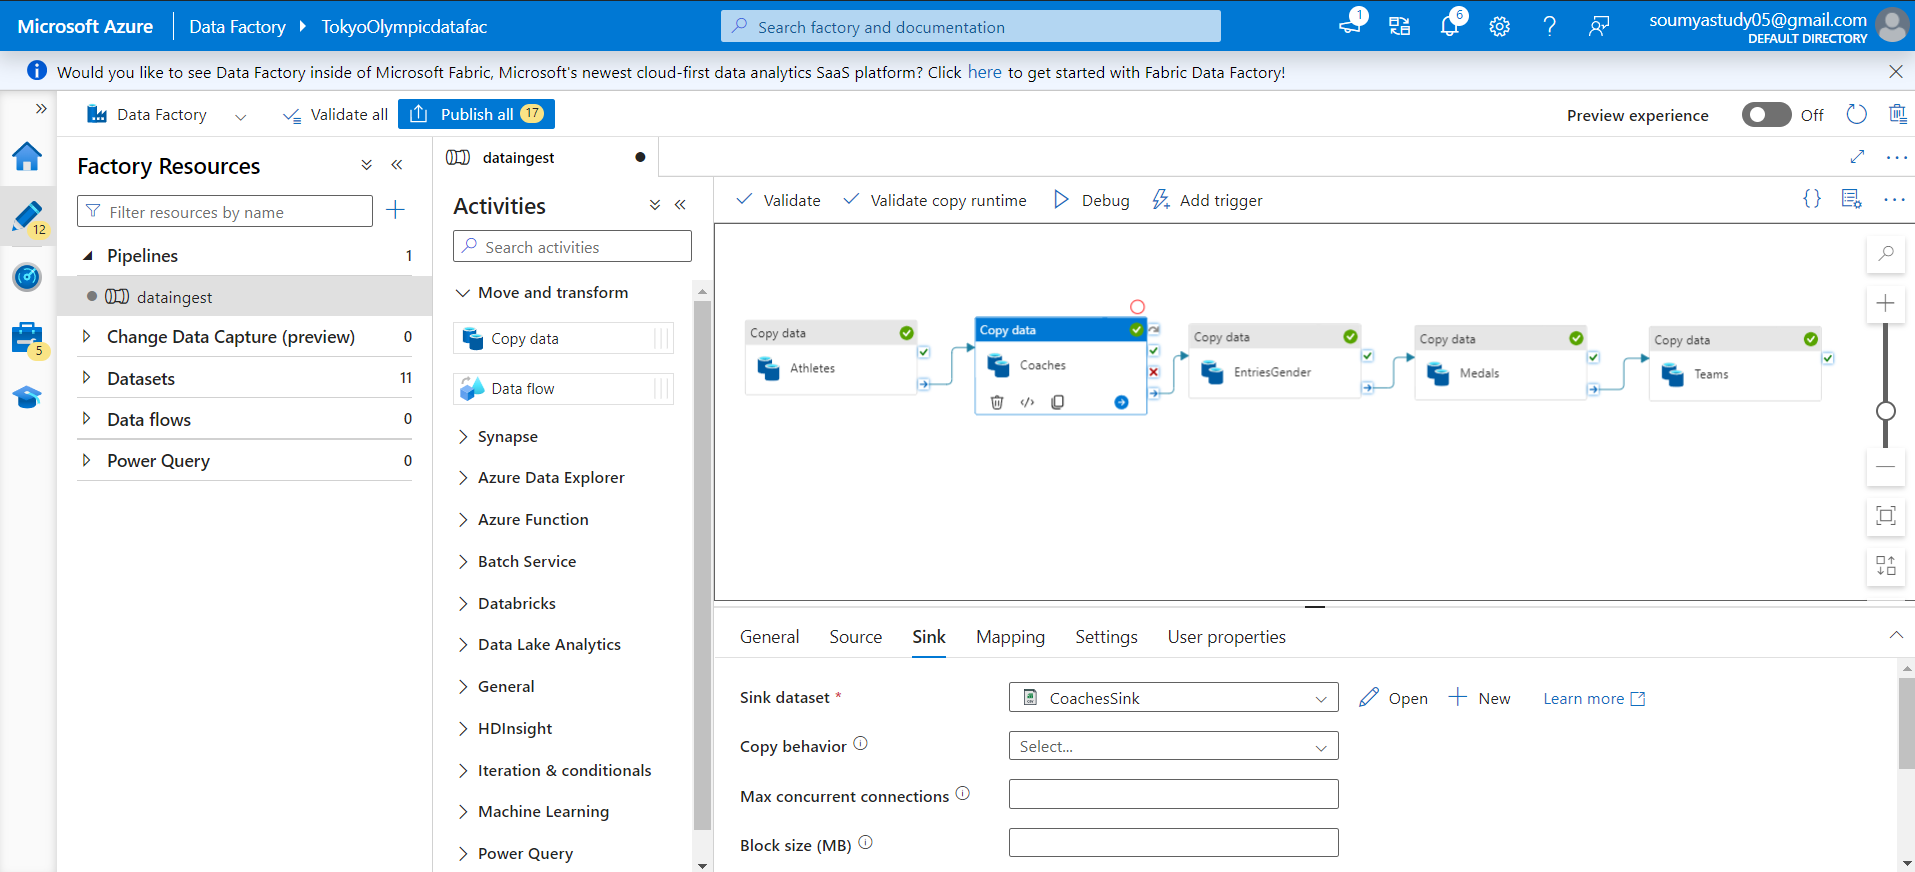 Microsoft Azure
Data Factory
TokyoOlympicdatafac
Search factory and documentation
1
6
soumyastudy05@gmail.com
DEFAULT DIRECTORY
Would you like to see Data Factory inside of Microsoft Fabric, Microsoft's newest cloud-first data analytics SaaS platform? Click here to get started with Fabric Data Factory!
Data Factory
Validate all
Publish all 17
Preview experience
Off
12
5
Factory Resources
Filter resources by name
Pipelines 1
dataingest
Change Data Capture (preview) 0
Datasets 11
Data flows 0
Power Query 0
dataingest
Activities
Search activities
Move and transform
Copy data
Data flow
Synapse
Azure Data Explorer
Azure Function
Batch Service
Databricks
Data Lake Analytics
General
HDInsight
Iteration & conditionals
Machine Learning
Power Query
Validate
Validate copy runtime
Debug
Add trigger
Copy data
Athletes
Copy data
Coaches
Copy data
EntriesGender
Copy data
Medals
Copy data
Teams
General
Source
Sink
Mapping
Settings
User properties
Sink dataset *
CoachesSink
Open
New
Learn more
Copy behavior
Select...
Max concurrent connections
Block size (MB)